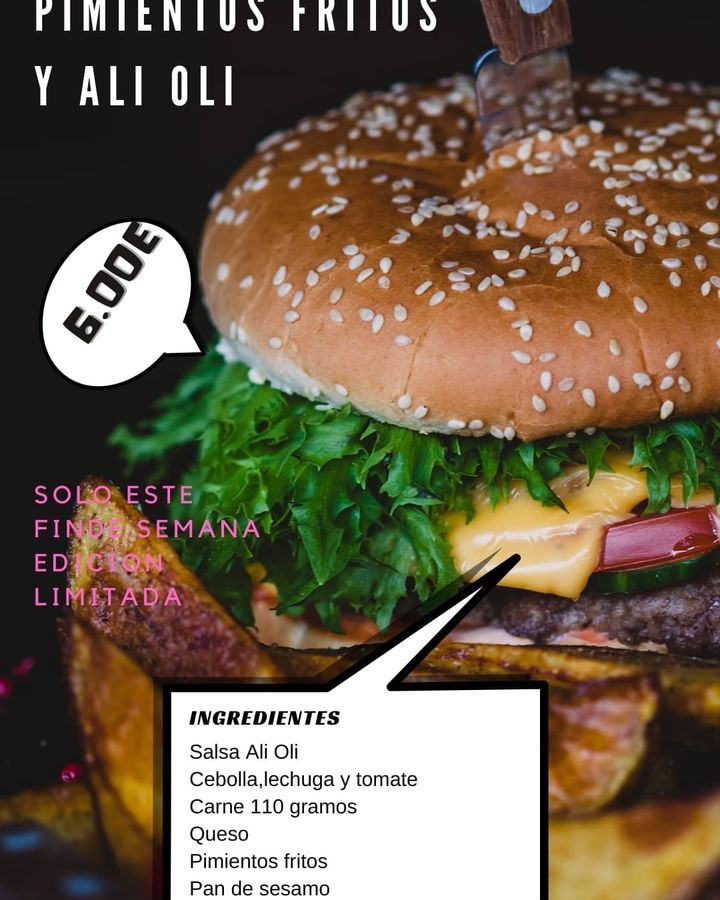 PIMIENTOS FRITOS
Y ALI OLI
6.00E
SOLO ESTE
FINDE SEMANA
EDICION
LIMITADA
INGREDIENTES
Salsa Ali Oli
Cebolla,lechuga y tomate
Carne 110 gramos
Queso
Pimientos fritos
Pan de sesamo